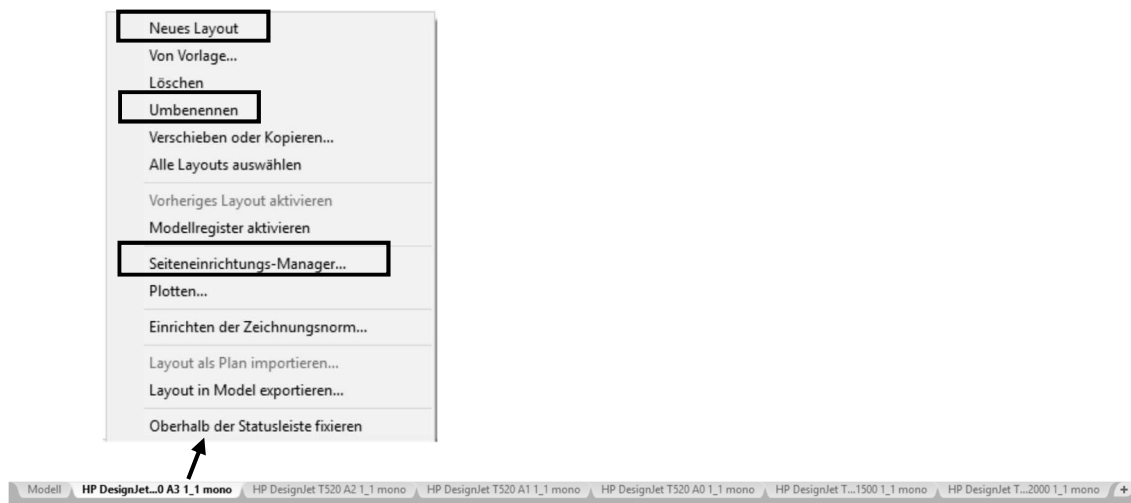 Neues Layout
Von Vorlage...
Löschen
Umbenennen
Verschieben oder Kopieren...
Alle Layouts auswählen
Vorheriges Layout aktivieren
Modellregister aktivieren
Seiteneinrichtungs-Manager...
Plotten...
Einrichten der Zeichnungsnorm...
Layout als Plan importieren...
Layout in Model exportieren...
Oberhalb der Statusleiste fixieren
Modell HP DesignJet...0 A3 1_1 mono HP DesignJet T520 A2 1_1 mono HP DesignJet T520 A1 1_1 mono HP DesignJet T520 A0 1_1 mono HP DesignJet T...1500 1_1 mono HP DesignJet T...2000 1_1 mono +